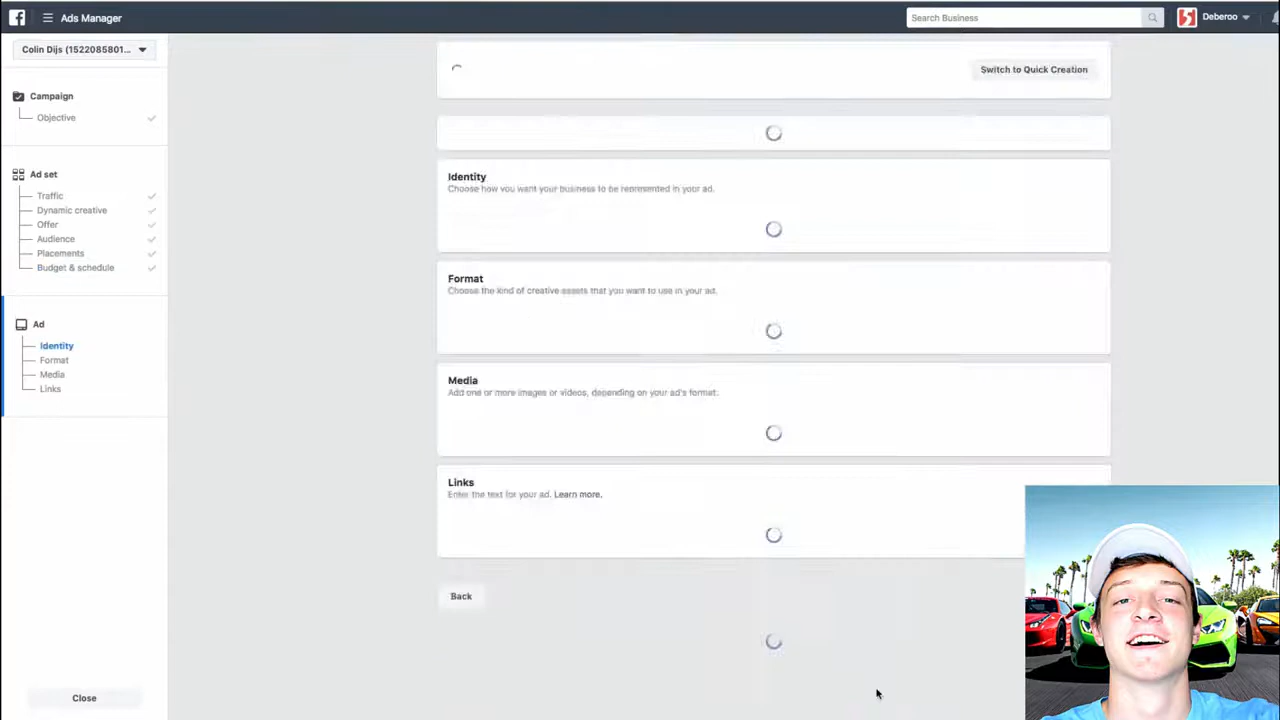 Ads Manager
Search Business
Deberoo
Colin Dijs (1522085801...
Switch to Quick Creation
Campaign
Objective
Ad set
Traffic
Dynamic creative
Offer
Audience
Placements
Budget & schedule
Ad
Identity
Format
Media
Links
Close
Identity
Choose how you want your business to be represented in your ad.
Format
Choose the kind of creative assets that you want to use in your ad.
Media
Add one or more images or videos, depending on your ad's format.
Links
Enter the text for your ad. Learn more.
Back